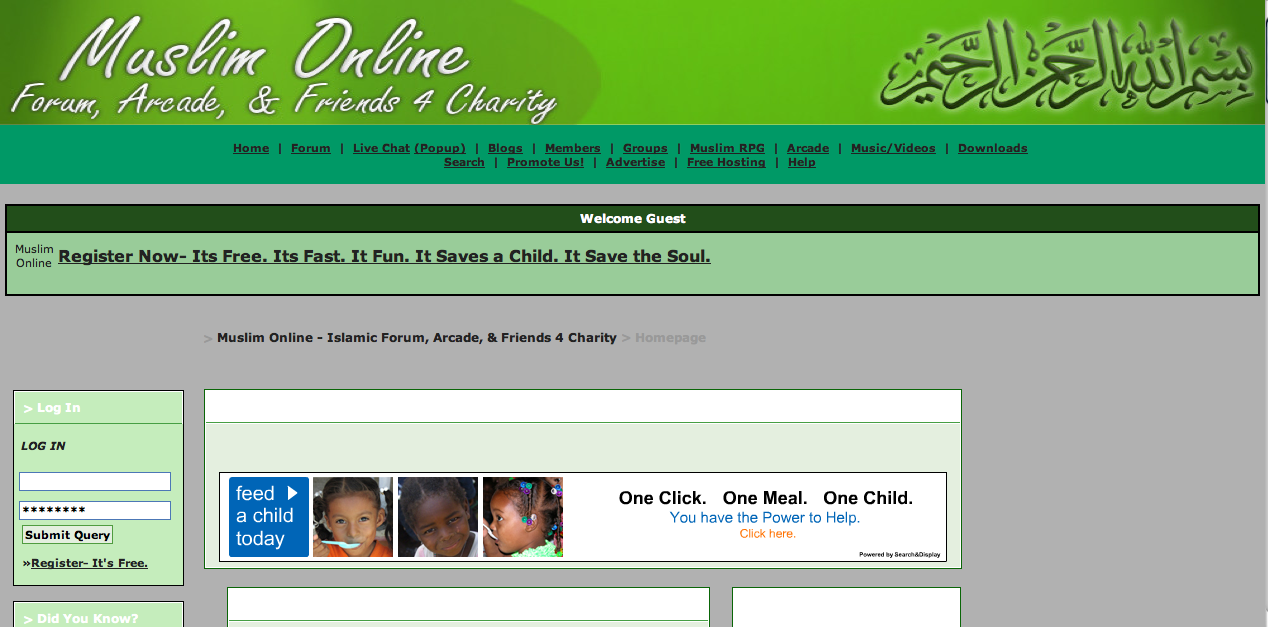 Muslim Online
Forum, Arcade, & Friends 4 Charity
بسم الله الرحمن الرحيم
Home | Forum | Live Chat (Popup) | Blogs | Members | Groups | Muslim RPG | Arcade | Music/Videos | Downloads
Search | Promote Us! | Advertise | Free Hosting | Help
Welcome Guest
Muslim
Online
Register Now- Its Free. Its Fast. It Fun. It Saves a Child. It Save the Soul.
> Muslim Online - Islamic Forum, Arcade, & Friends 4 Charity > Homepage
> Log In
LOG IN
********
Submit Query
»Register- It's Free.
> Did You Know?
feed
a child
today
One Click. One Meal. One Child.
You have the Power to Help.
Click here.
Powered by Search&Display